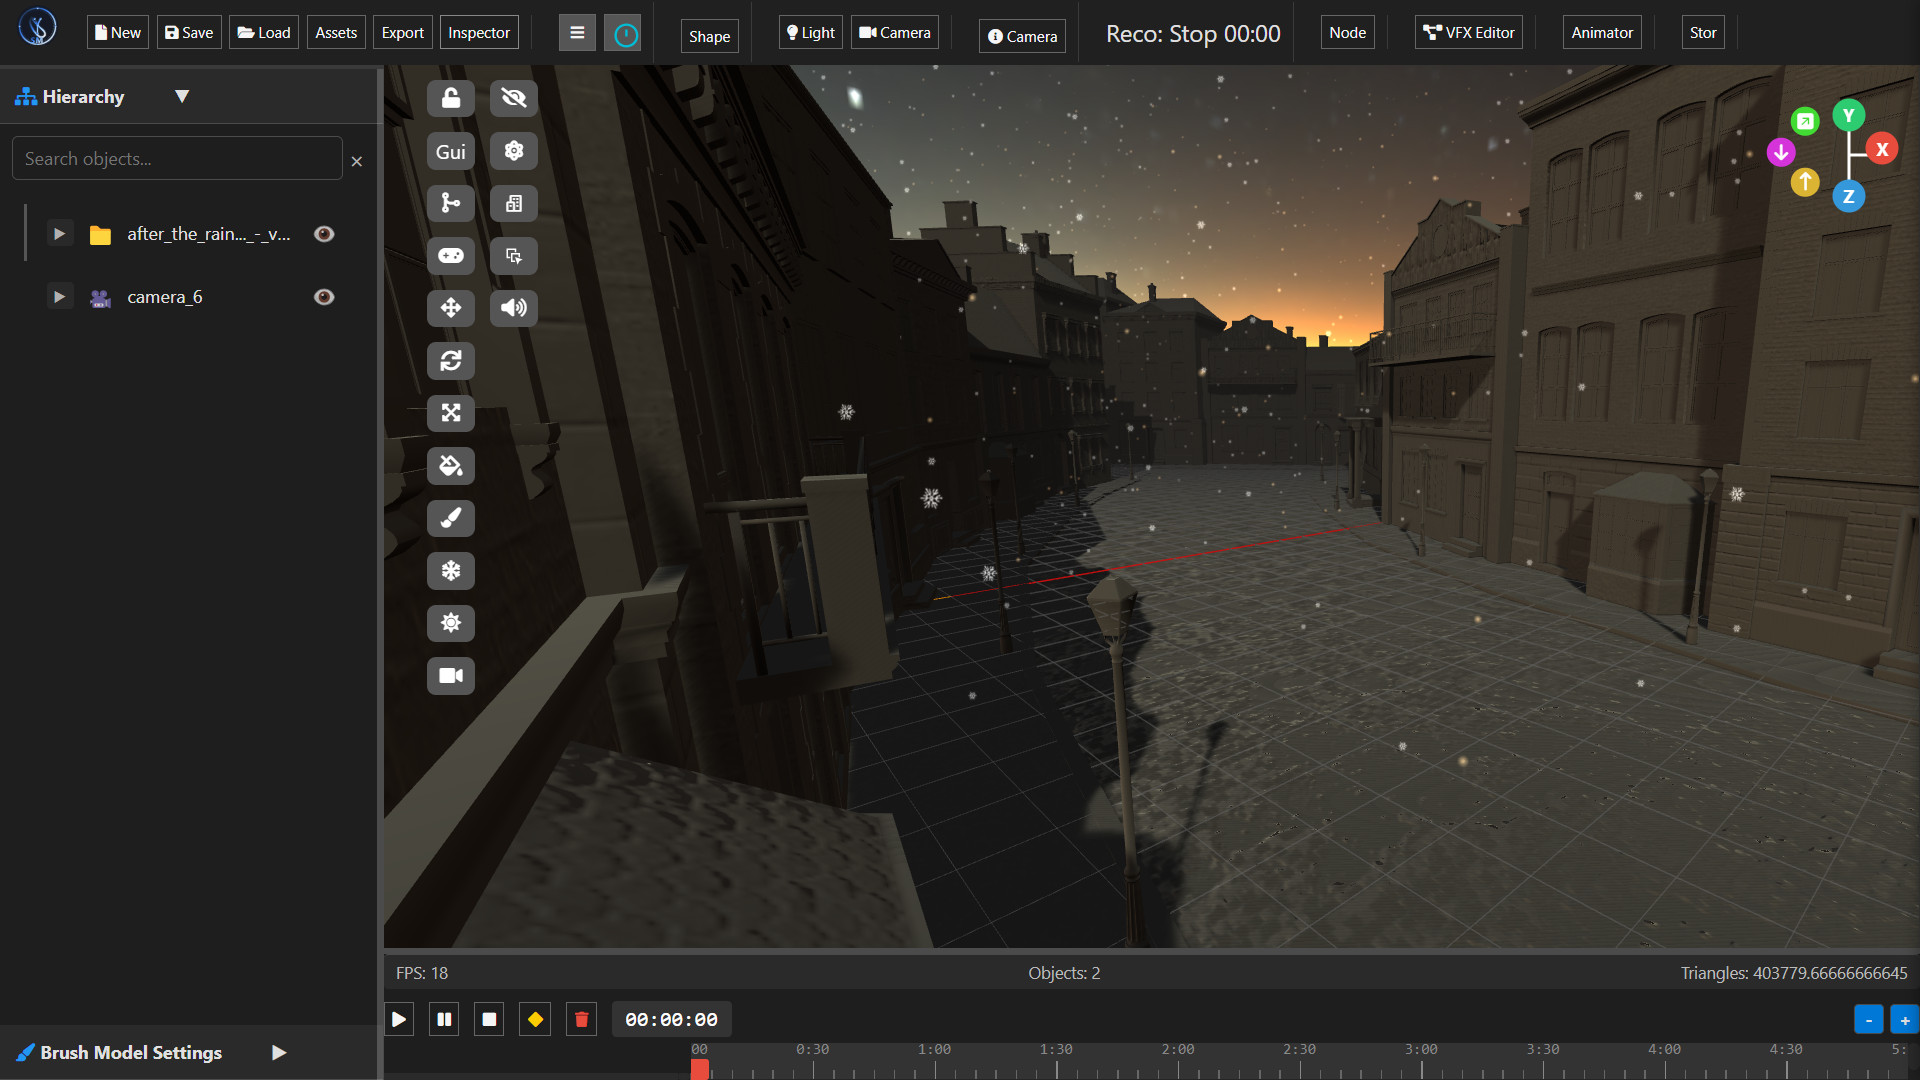 New
Save
Load
Assets
Export
Inspector
Shape
Light
Camera
Camera
Reco: Stop 00:00
Node
VFX Editor
Animator
Stor
Hierarchy
Search objects...
×
after_the_rain..._-_v...
camera_6
Gui
Y
X
Z
FPS: 18
Objects: 2
Triangles: 403779.66666666645
00:00:00
-
+
Brush Model Settings
00
0:30
1:00
1:30
2:00
2:30
3:00
3:30
4:00
4:30
5: